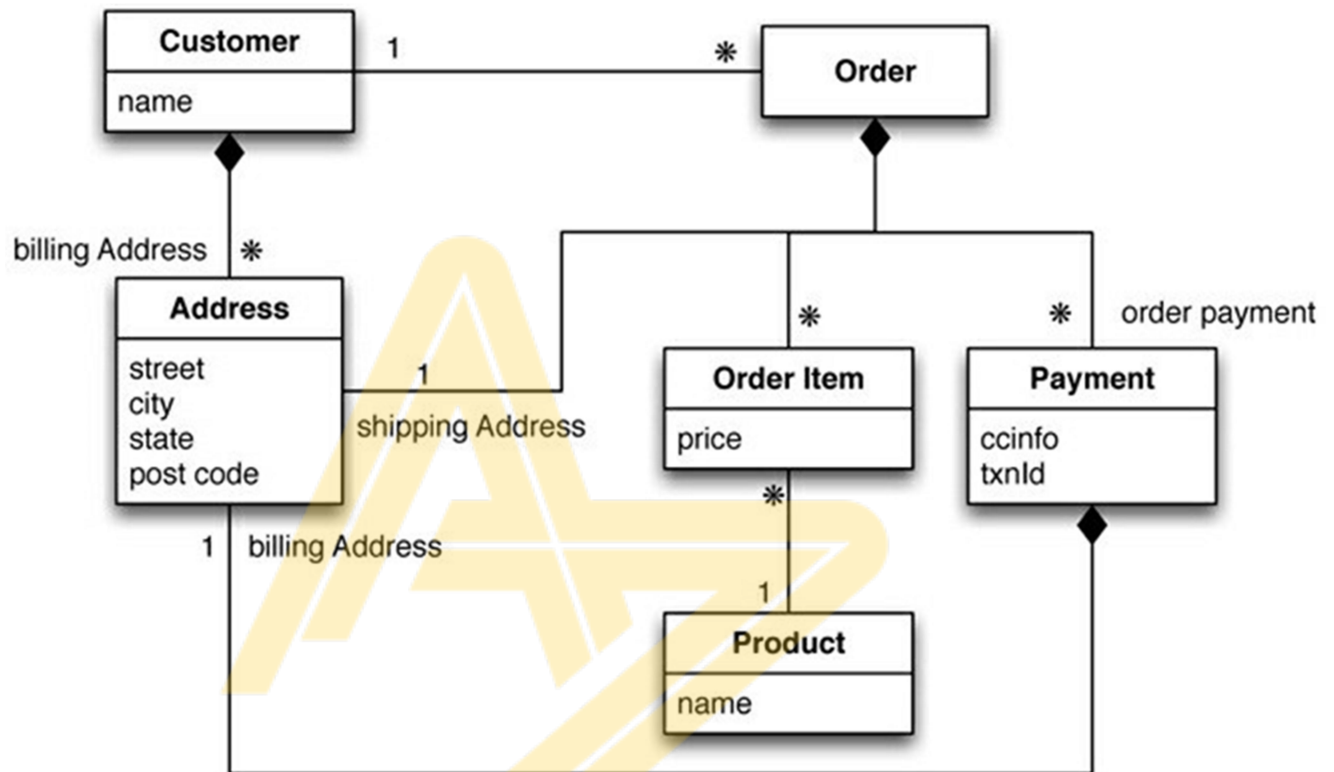 Customer
name
1
*
Order
billing Address
*
Address
street
city
state
post code
1
shipping Address
*
Order Item
price
*
order payment
Payment
ccinfo
txnId
1
billing Address
*
1
Product
name